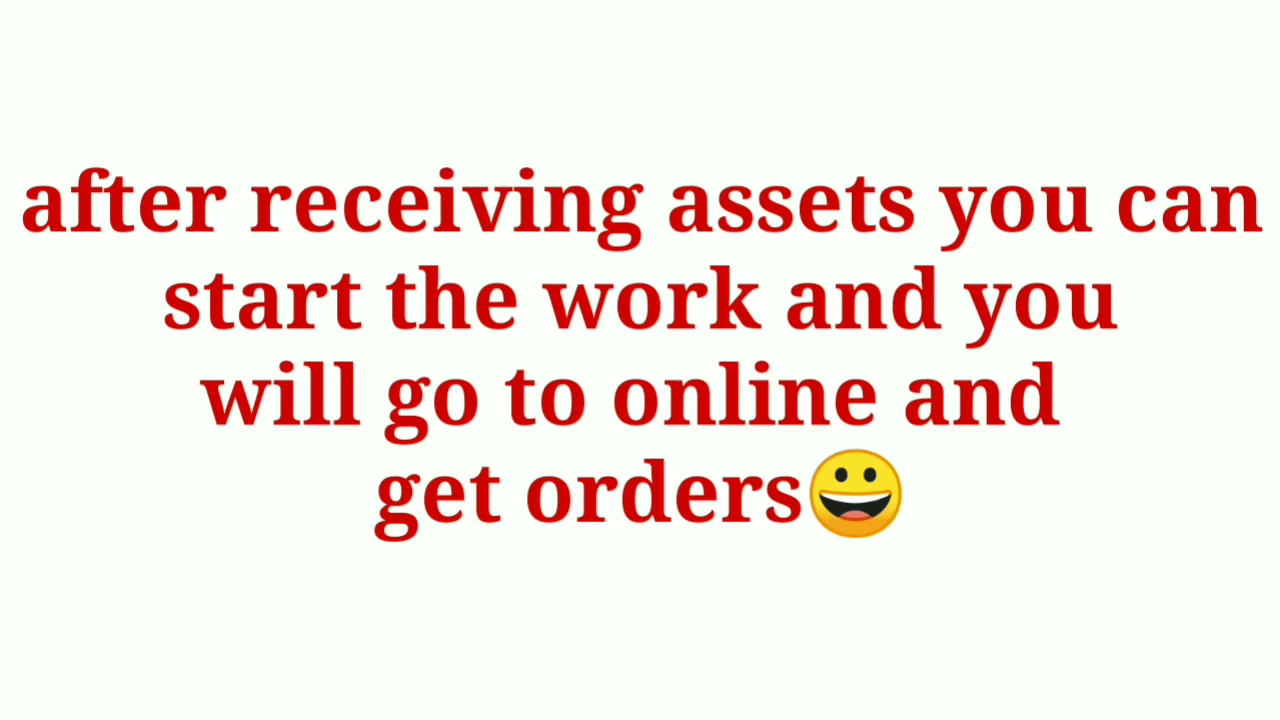 after receiving assets you can
start the work and you
will go to online and
get orders😀